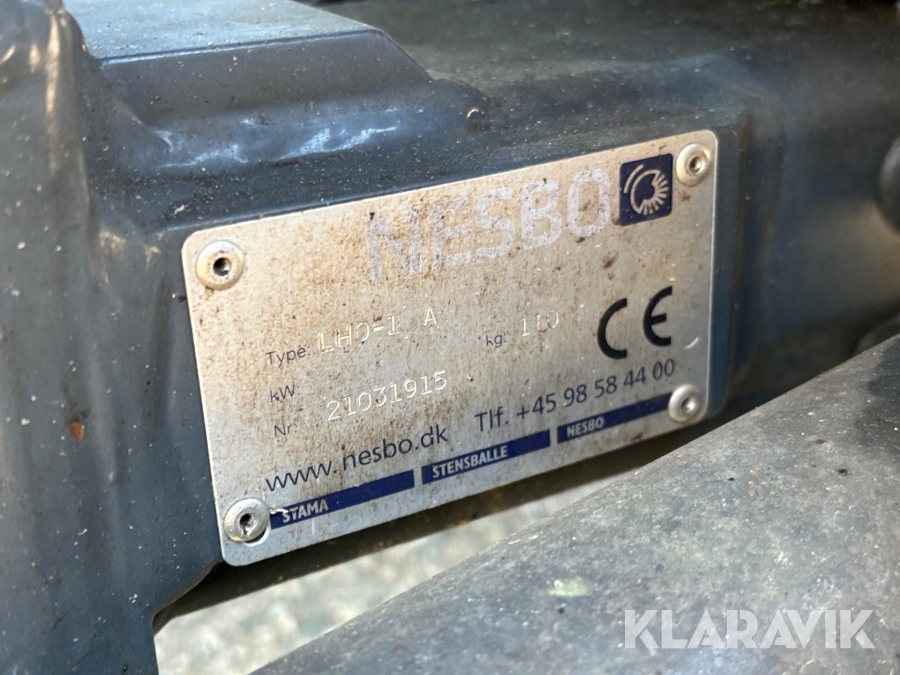 NESBO
Type. LHO-1 A kg. 110
CE
kW.
Nr. 21031915
www.nesbo.dk Tlf. +45 98 58 44 00
STAMA STENSBALLE NESBO
KLARAVIK